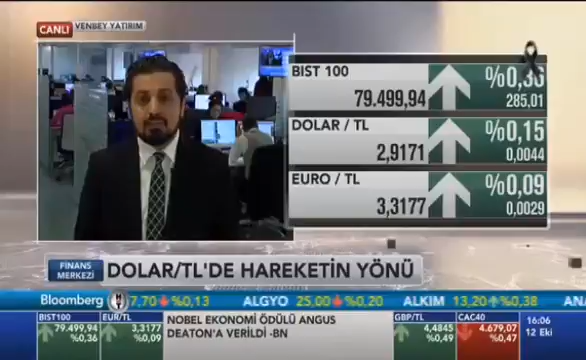 CANLI
VENBEY YATIRIM
BIST 100
%0,36
79.499,94
285,01
DOLAR / TL
%0,15
2,9171
0,0044
EURO / TL
%0,09
3,3177
0,0029
FİNANS
MERKEZİ
DOLAR/TL'DE HAREKETİN YÖNÜ
Bloomberg HT 7,70 %0,13 ALGYO 25,00 %0,20 ALKIM 13,20 %0,38 ANA
BIST100
79.499,94
%0,36
EUR/TL
3,3177
%0,09
NOBEL EKONOMİ ÖDÜLÜ ANGUS
DEATON'A VERİLDİ -BN
GBP/TL
4,4845
%0,49
CAC40
4.679,07
%0,47
16:06
12 Eki